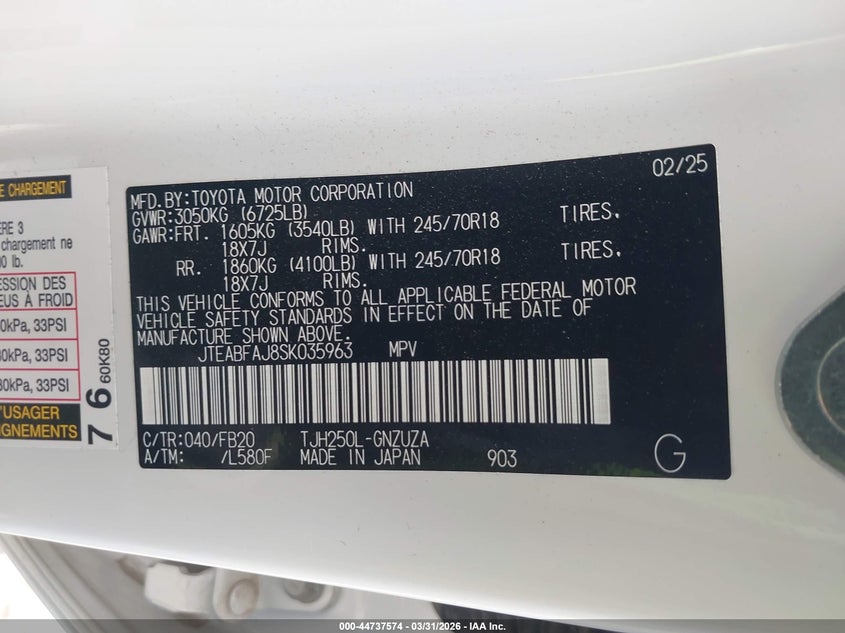 E CHARGEMENT
ÈRE 3
chargement ne
00 lb.
ESSION DES
EUS À FROID
0kPa, 33PSI
30kPa, 33PSI
30kPa, 33PSI
'USAGER
IGNEMENTS
7 6 60K80
02/25
MFD.BY:TOYOTA MOTOR CORPORATION
GVWR:3050KG (6725LB)
GAWR:FRT. 1605KG (3540LB) WITH 245/70R18 TIRES,
18X7J RIMS.
RR. 1860KG (4100LB) WITH 245/70R18 TIRES,
18X7J RIMS.
THIS VEHICLE CONFORMS TO ALL APPLICABLE FEDERAL MOTOR
VEHICLE SAFETY STANDARDS IN EFFECT ON THE DATE OF
MANUFACTURE SHOWN ABOVE.
JTEABFAJ8SK035963 MPV
C/TR:040/FB20 TJH250L-GNZUZA
A/TM: /L580F MADE IN JAPAN 903 G
000-44737574 — 03/31/2026 — IAA Inc.